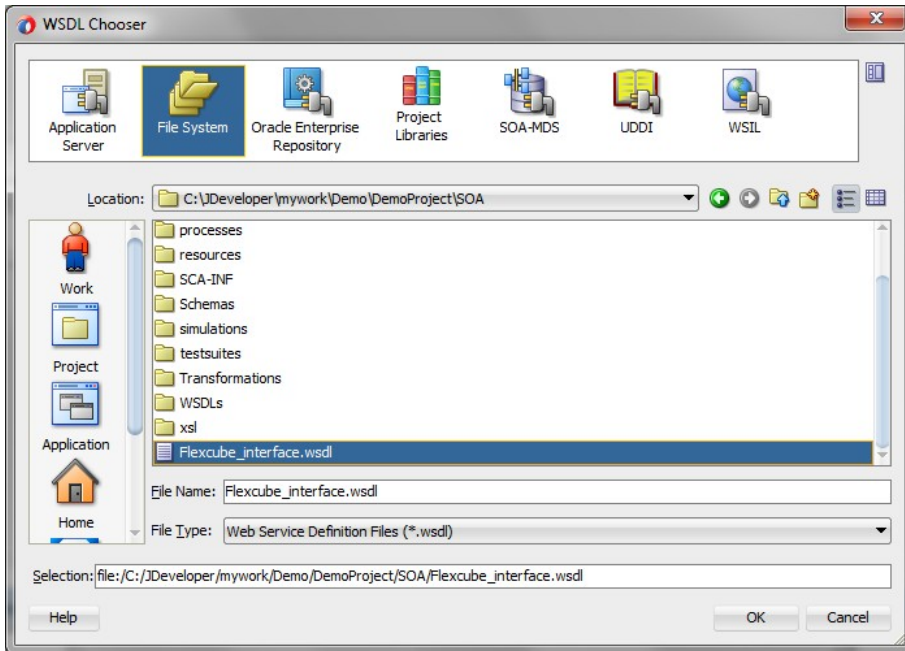 WSDL Chooser
Application
Server
File System
Oracle Enterprise
Repository
Project
Libraries
SOA-MDS
UDDI
WSIL
Location: C:\JDeveloper\mywork\Demo\DemoProject\SOA
Work
Project
Application
Home
processes
resources
SCA-INF
Schemas
simulations
testsuites
Transformations
WSDLs
xsl
Flexcube_interface.wsdl
File Name: Flexcube_interface.wsdl
File Type: Web Service Definition Files (*.wsdl)
Selection: file:/C:/JDeveloper/mywork/Demo/DemoProject/SOA/Flexcube_interface.wsdl
Help
OK
Cancel